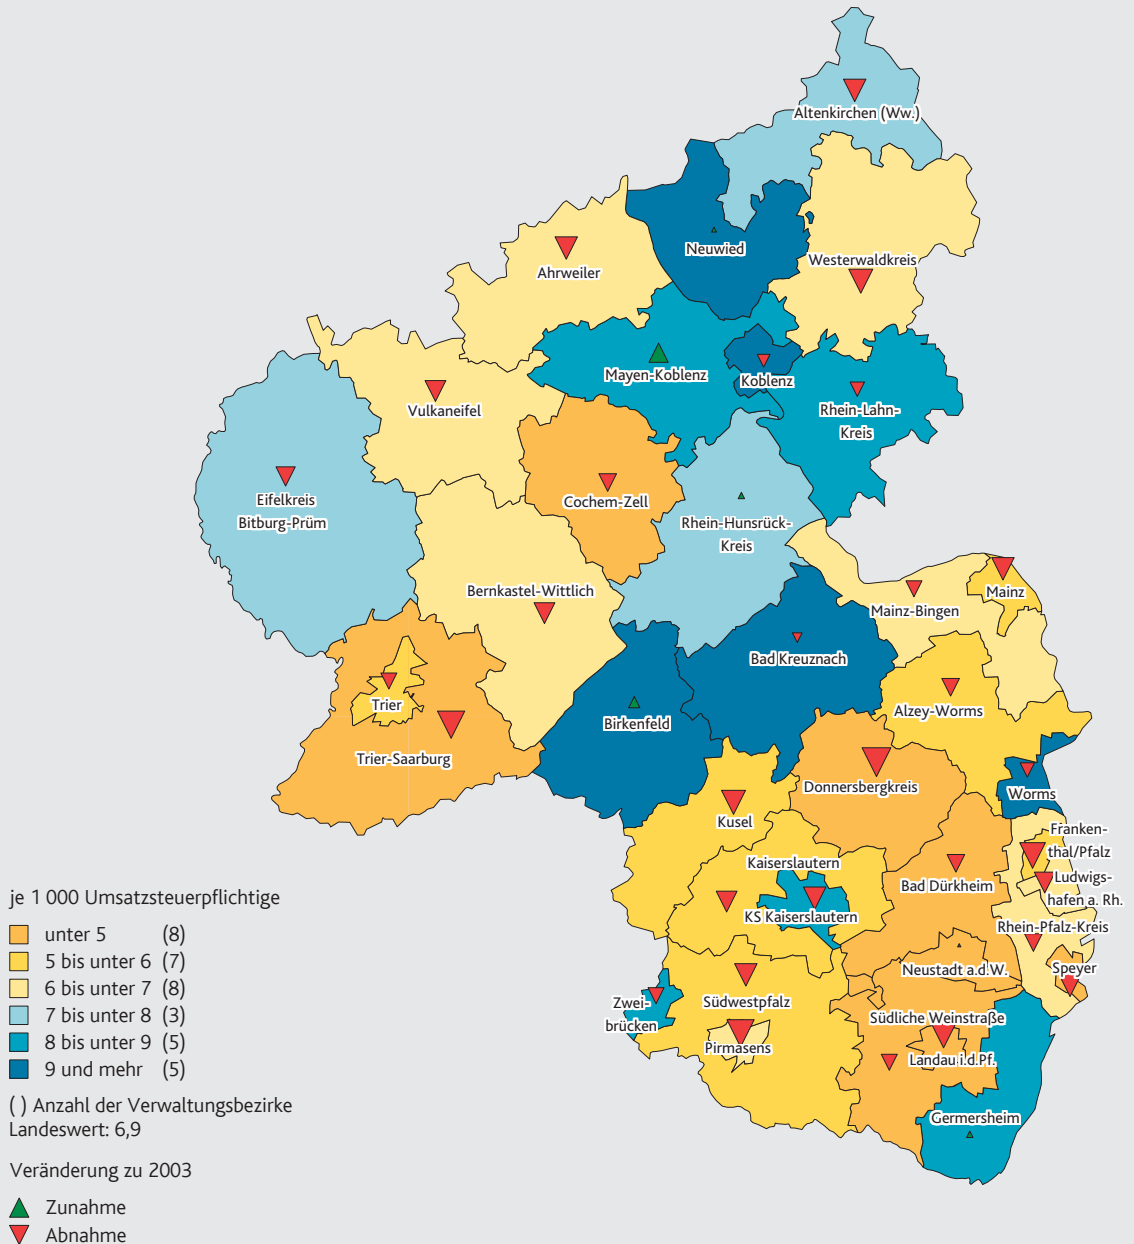 Altenkirchen (Ww.)
Neuwied
Westerwaldkreis
Ahrweiler
Mayen-Koblenz
Koblenz
Vulkaneifel
Rhein-Lahn-
Kreis
Eifelkreis
Bitburg-Prüm
Cochem-Zell
Rhein-Hunsrück-
Kreis
Bernkastel-Wittlich
Mainz
Mainz-Bingen
Bad Kreuznach
Trier
Birkenfeld
Alzey-Worms
Trier-Saarburg
Donnersbergkreis
Worms
Kusel
Franken-
thal/Pfalz
Kaiserslautern
Bad Dürkheim
Ludwigs-
hafen a. Rh.
KS Kaiserslautern
Rhein-Pfalz-Kreis
Neustadt a.d.W.
Speyer
Zwei-
brücken
Südwestpfalz
Südliche Weinstraße
Pirmasens
Landau i.d.Pf.
Germersheim
je 1 000 Umsatzsteuerpflichtige
unter 5 (8)
5 bis unter 6 (7)
6 bis unter 7 (8)
7 bis unter 8 (3)
8 bis unter 9 (5)
9 und mehr (5)
( ) Anzahl der Verwaltungsbezirke
Landeswert: 6,9
Veränderung zu 2003
Zunahme
Abnahme